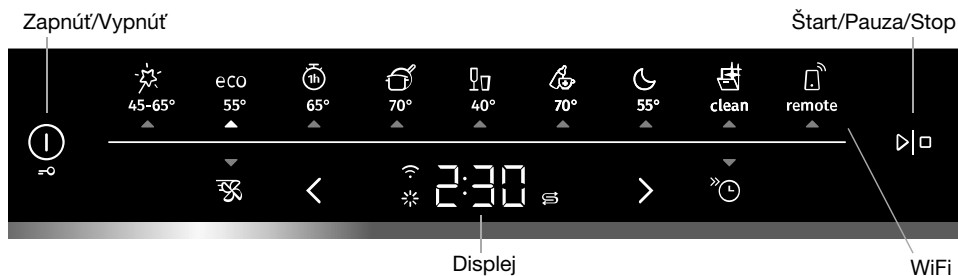 Zapnúť/Vypnúť
Štart/Pauza/Stop
eco 1h
45-65° 55° 65° 70° 40° 70° 55° clean remote
2:30
Displej
WiFi